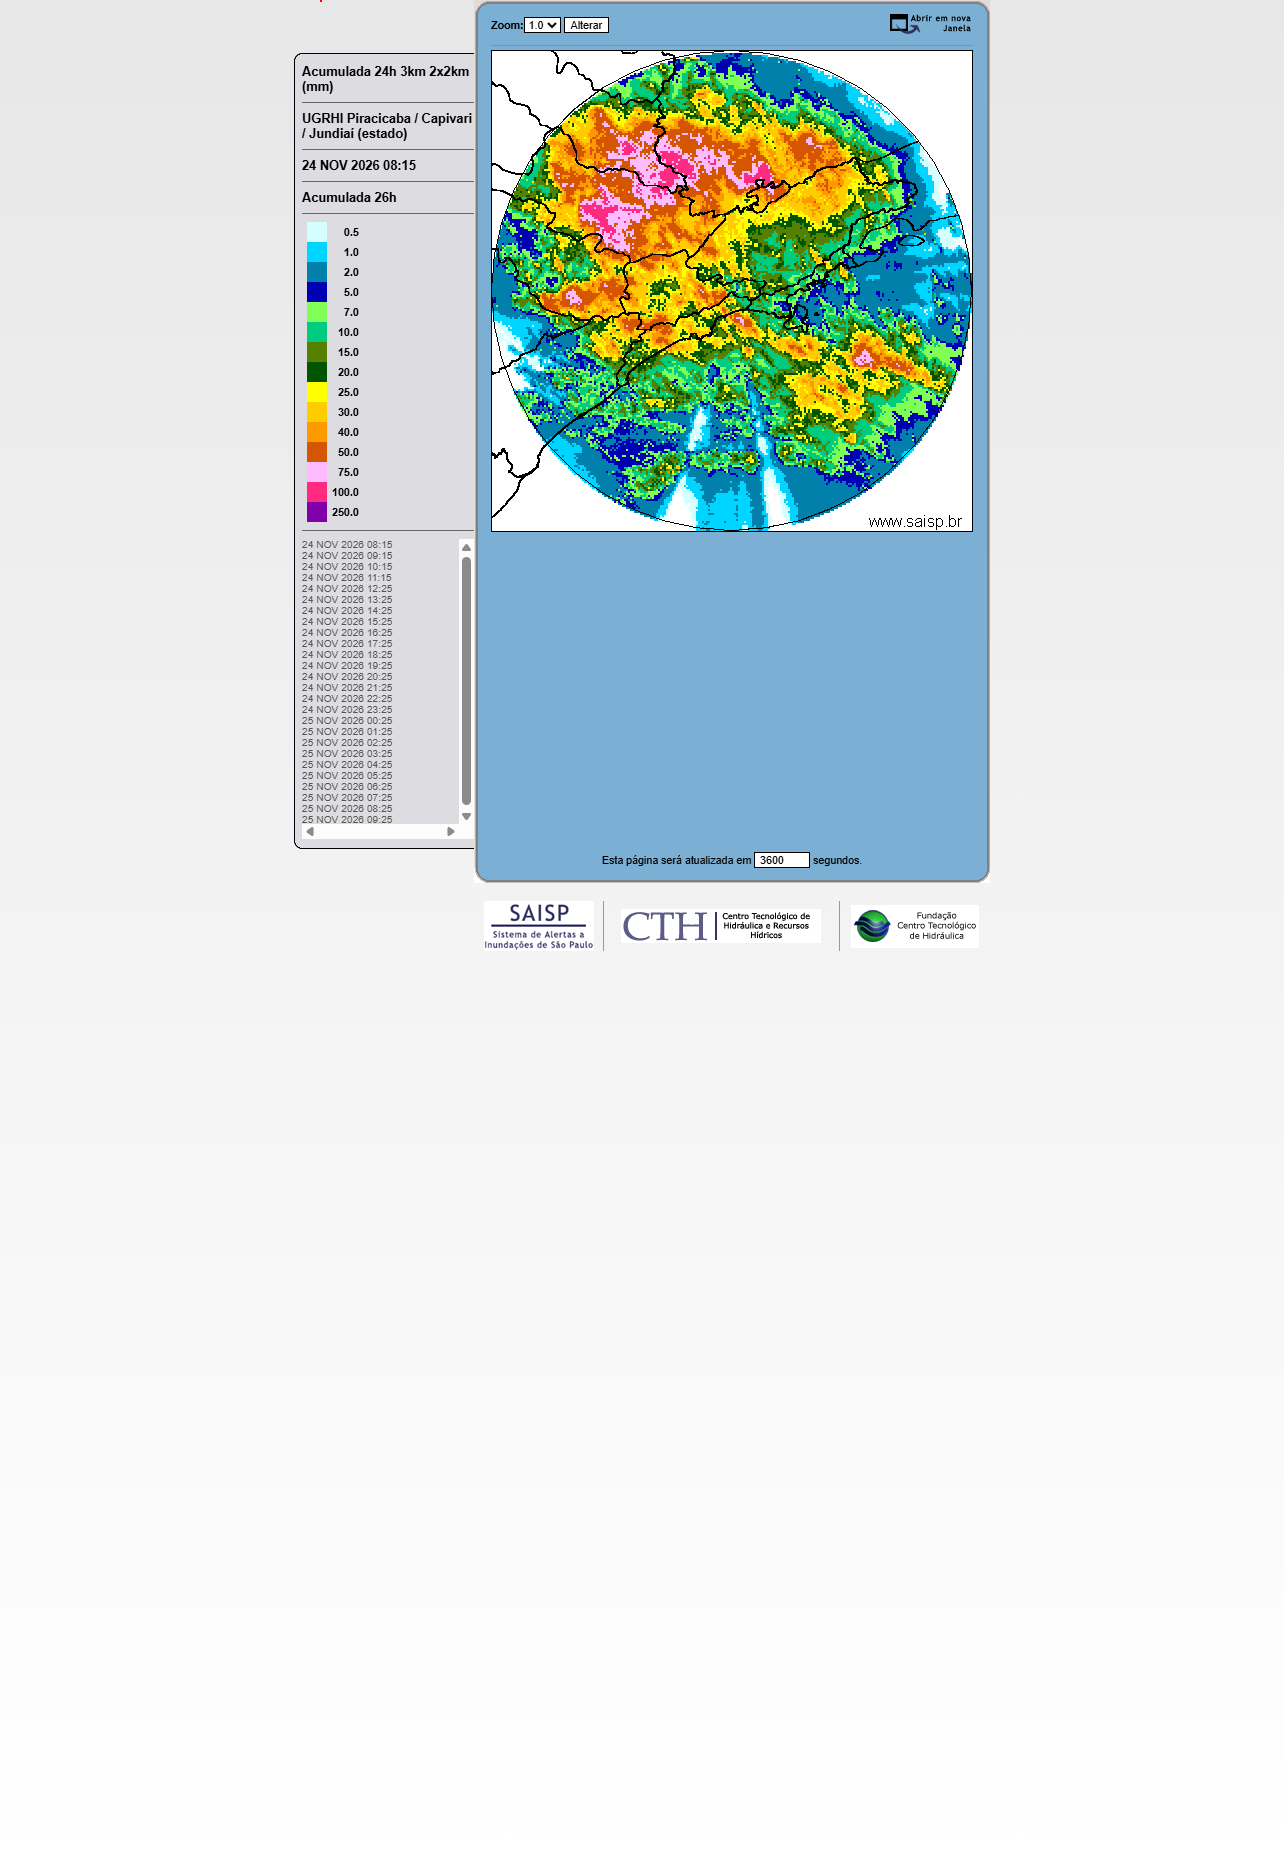 Zoom: 1.0 Alterar
Abrir em nova
Janela
Acumulada 24h 3km 2x2km
(mm)
UGRHI Piracicaba / Capivari
/ Jundiaí (estado)
24 NOV 2026 08:15
Acumulada 26h
0.5
1.0
2.0
5.0
7.0
10.0
15.0
20.0
25.0
30.0
40.0
50.0
75.0
100.0
250.0
24 NOV 2026 08:15
24 NOV 2026 09:15
24 NOV 2026 10:15
24 NOV 2026 11:15
24 NOV 2026 12:25
24 NOV 2026 13:25
24 NOV 2026 14:25
24 NOV 2026 15:25
24 NOV 2026 16:25
24 NOV 2026 17:25
24 NOV 2026 18:25
24 NOV 2026 19:25
24 NOV 2026 20:25
24 NOV 2026 21:25
24 NOV 2026 22:25
24 NOV 2026 23:25
25 NOV 2026 00:25
25 NOV 2026 01:25
25 NOV 2026 02:25
25 NOV 2026 03:25
25 NOV 2026 04:25
25 NOV 2026 05:25
25 NOV 2026 06:25
25 NOV 2026 07:25
25 NOV 2026 08:25
25 NOV 2026 09:25
www.saisp.br
Esta página será atualizada em 3600 segundos.
SAISP
Sistema de Alertas a
Inundações de São Paulo
CTH
Centro Tecnológico de
Hidráulica e Recursos
Hídricos
Fundação
Centro Tecnológico
de Hidráulica